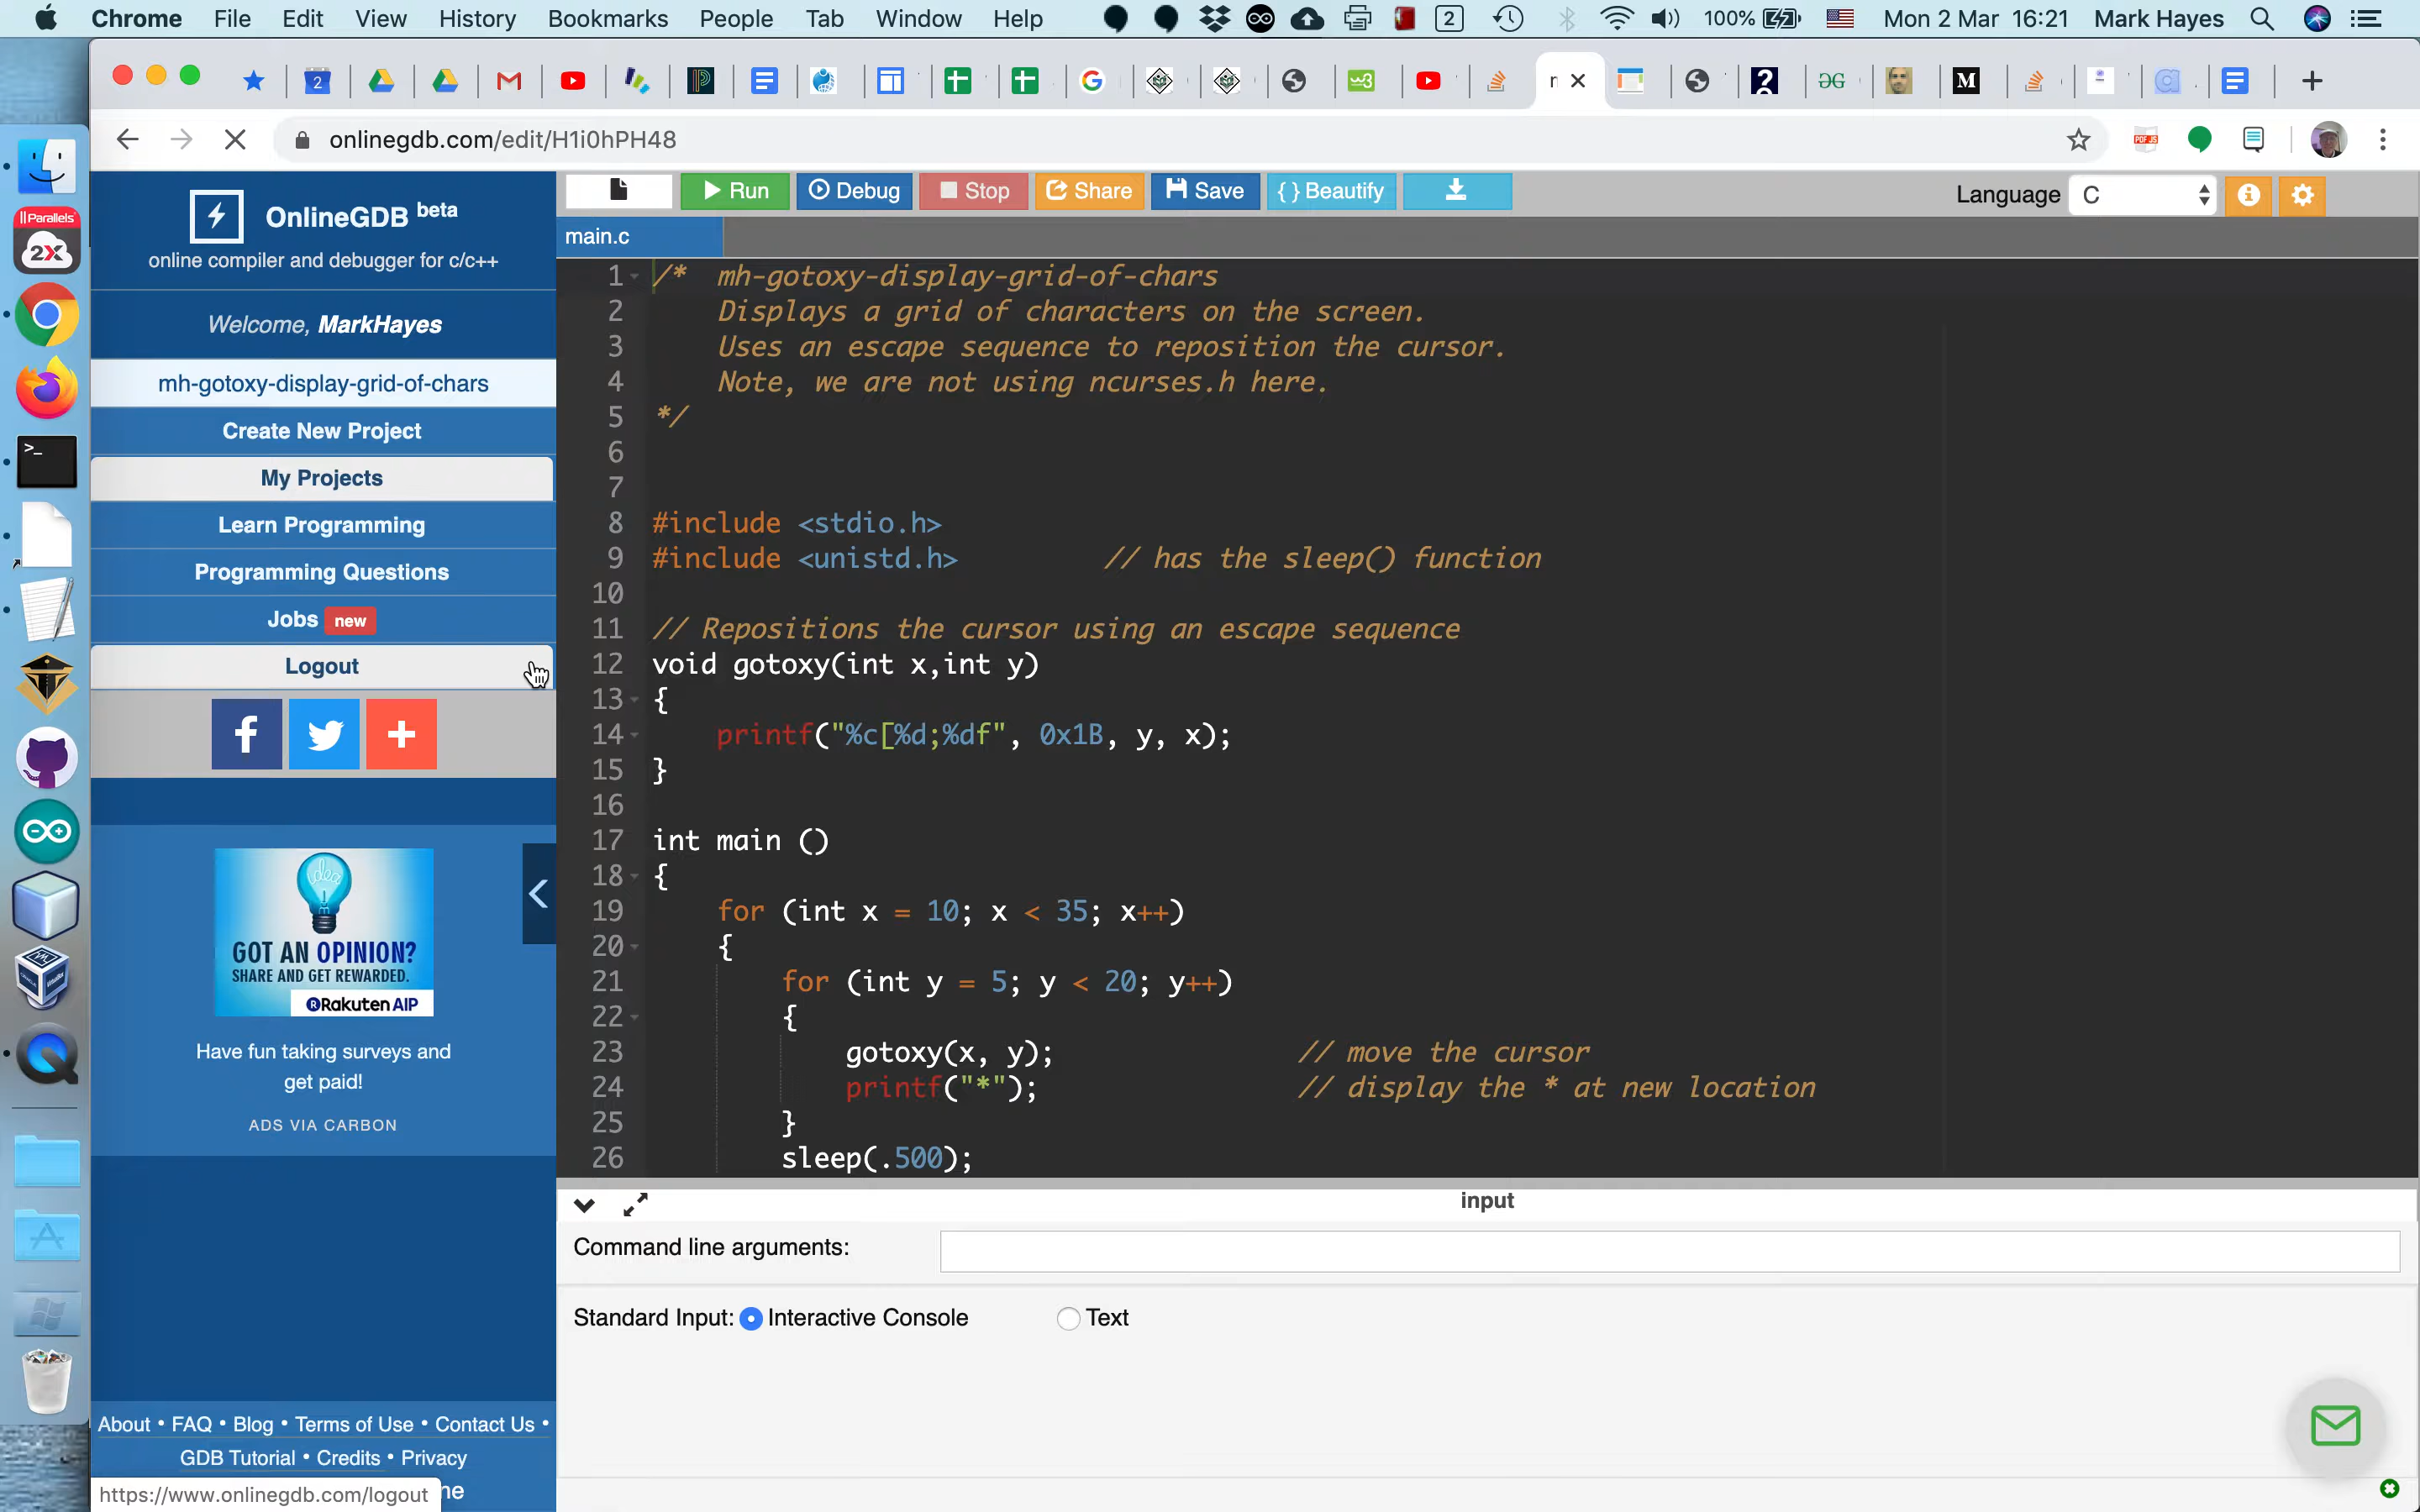 Chrome File Edit View History Bookmarks People Tab Window Help 2 100% Mon 2 Mar 16:21 Mark Hayes
onlinegdb.com/edit/H1i0hPH48
OnlineGDB beta
online compiler and debugger for c/c++
Welcome, MarkHayes
mh-gotoxy-display-grid-of-chars
Create New Project
My Projects
Learn Programming
Programming Questions
Jobs new
Logout
GOT AN OPINION?
SHARE AND GET REWARDED.
Rakuten AIP
Have fun taking surveys and
get paid!
ADS VIA CARBON
About • FAQ • Blog • Terms of Use • Contact Us •
GDB Tutorial • Credits • Privacy
https://www.onlinegdb.com/logout
Run Debug Stop Share Save { } Beautify Language C
main.c
1 /* mh-gotoxy-display-grid-of-chars
2 Displays a grid of characters on the screen.
3 Uses an escape sequence to reposition the cursor.
4 Note, we are not using ncurses.h here.
5 */
6
7
8 #include <stdio.h>
9 #include <unistd.h> // has the sleep() function
10
11 // Repositions the cursor using an escape sequence
12 void gotoxy(int x,int y)
13 {
14 printf("%c[%d;%df", 0x1B, y, x);
15 }
16
17 int main ()
18 {
19 for (int x = 10; x < 35; x++)
20 {
21 for (int y = 5; y < 20; y++)
22 {
23 gotoxy(x, y); // move the cursor
24 printf("*"); // display the * at new location
25 }
26 sleep(.500);
input
Command line arguments:
Standard Input: Interactive Console Text